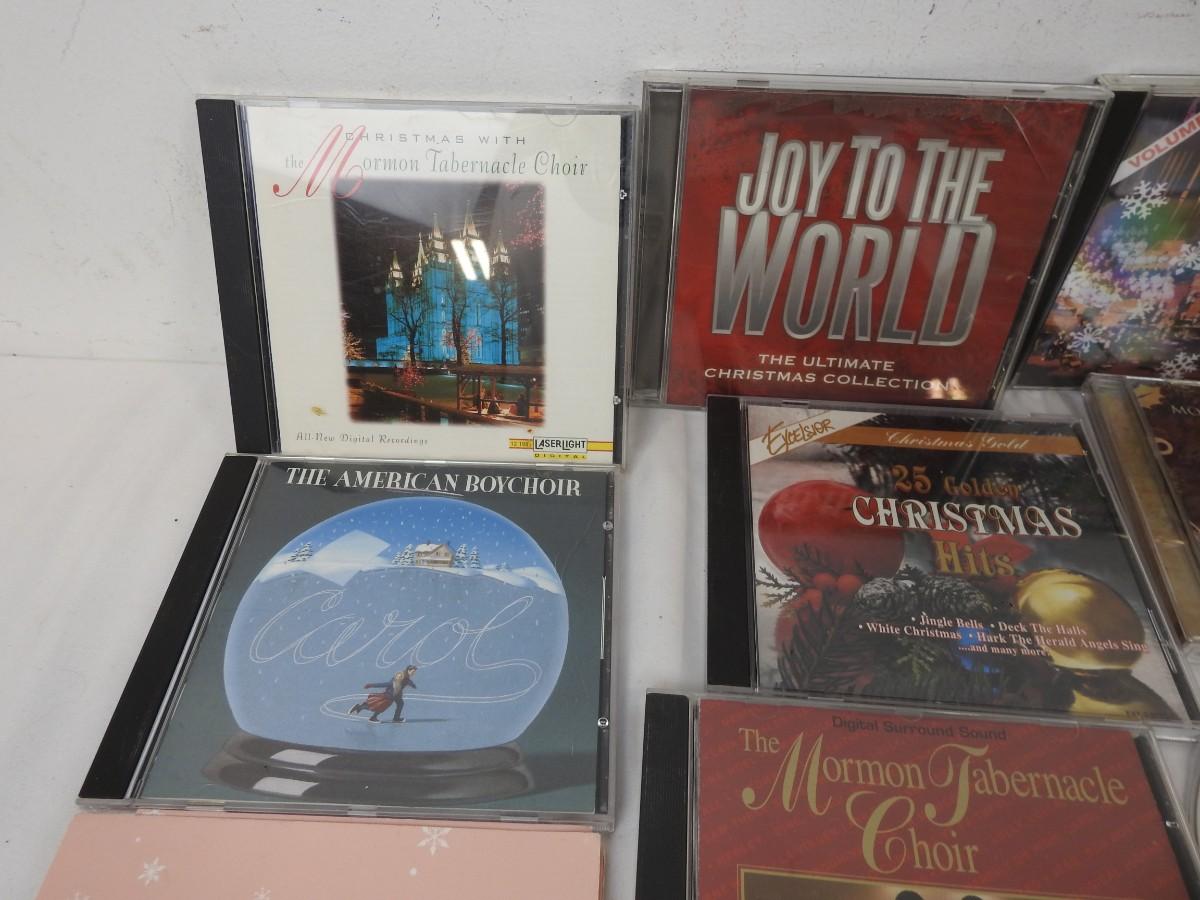 CHRISTMAS WITH
the Mormon Tabernacle Choir
All-New Digital Recordings
LASERLIGHT
DIGITAL
JOY TO THE
WORLD
THE ULTIMATE
CHRISTMAS COLLECTION
THE AMERICAN BOYCHOIR
Carol
EXCELSIOR
Christmas Gold
25 Golden
CHRISTMAS
Hits
• Jingle Bells • Deck The Halls
• White Christmas • Hark The Herald Angels Sing
....and many more!
Digital Surround Sound
The Mormon Tabernacle
Choir